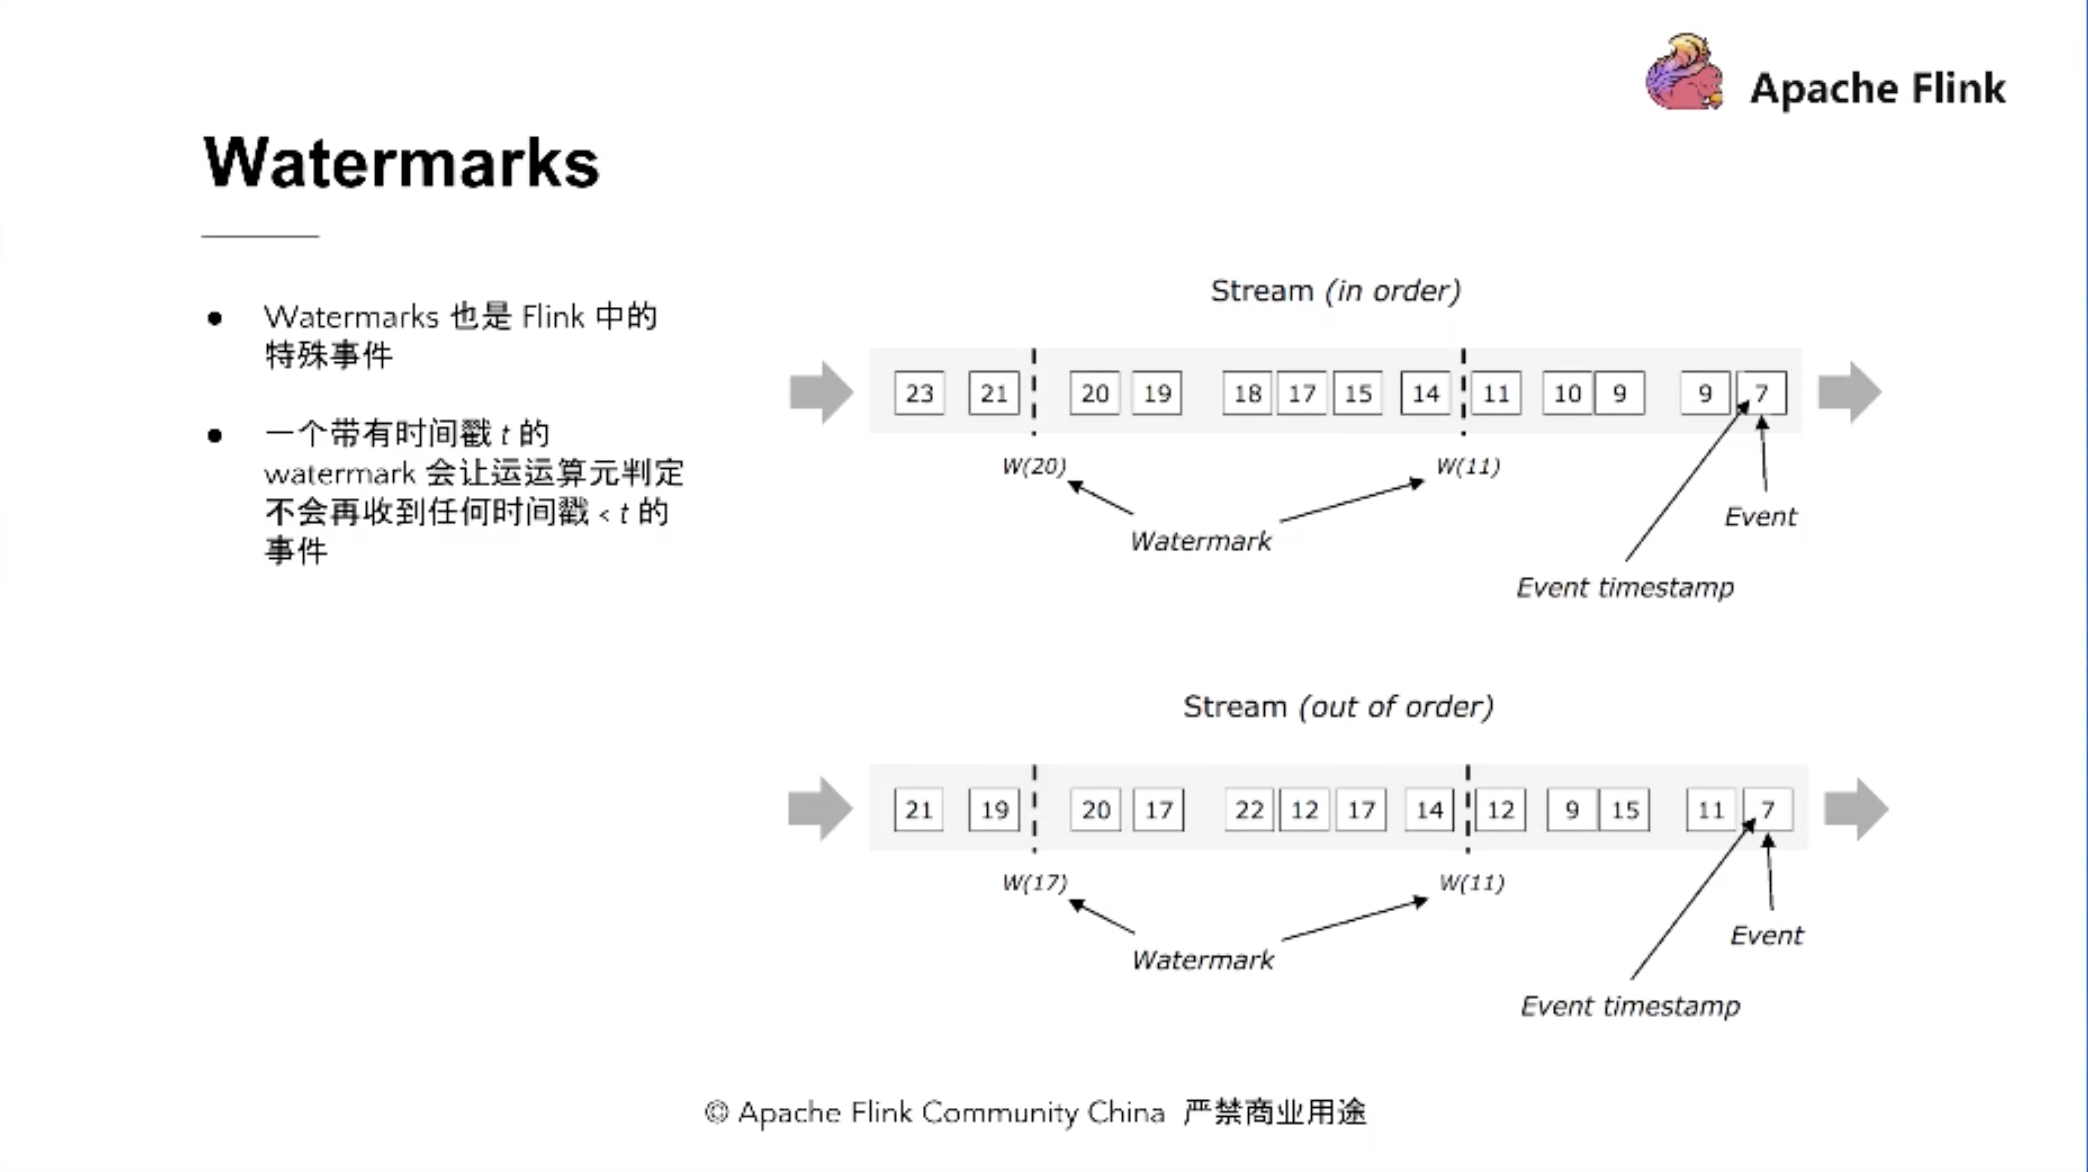 Apache Flink
Watermarks
● Watermarks 也是 Flink 中的
特殊事件
● 一个带有时间戳 t 的
watermark 会让运运算元判定
不会再收到任何时间戳 < t 的
事件
Stream (in order)
23 21 20 19 18 17 15 14 11 10 9 9 7
W(20) W(11)
Event
Watermark
Event timestamp
Stream (out of order)
21 19 20 17 22 12 17 14 12 9 15 11 7
W(17) W(11)
Event
Watermark
Event timestamp
© Apache Flink Community China 严禁商业用途